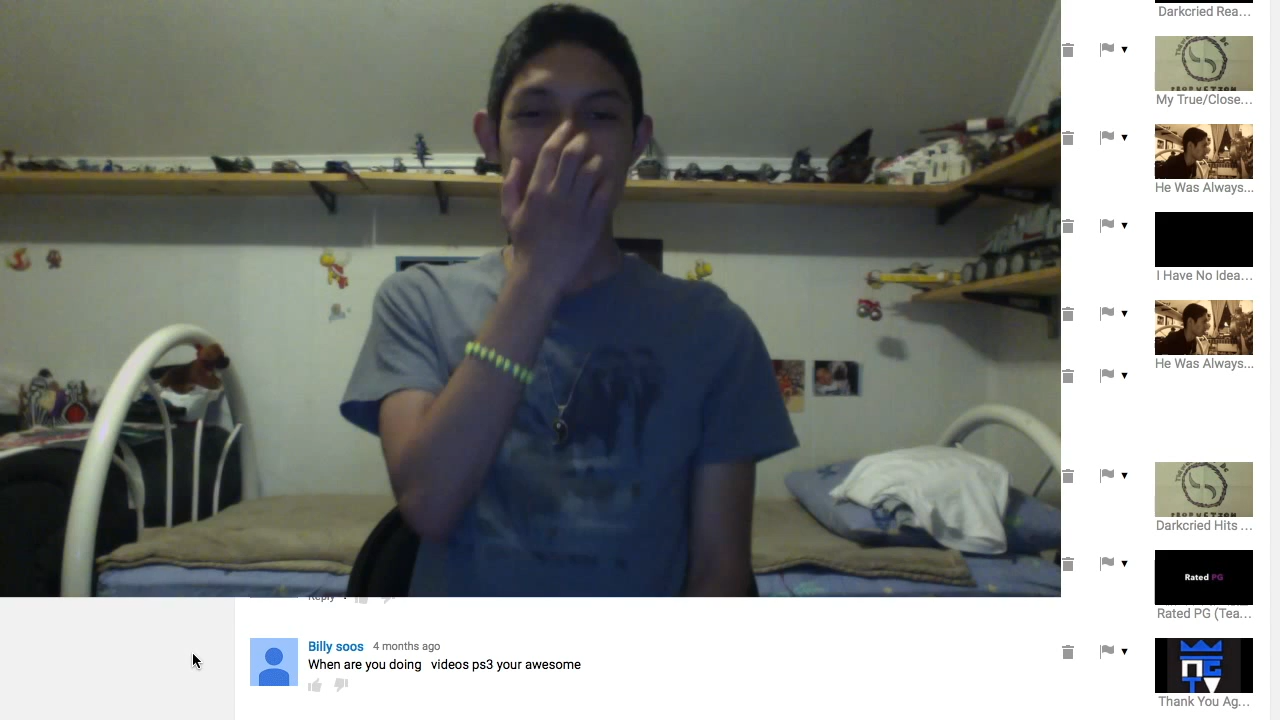 Darkcried Rea...
My True/Close...
He Was Always...
I Have No Idea...
He Was Always...
Darkcried Hits ...
Rated PG
Rated PG (Tea...
Thank You Ag...
Reply
Billy soos 4 months ago
When are you doing videos ps3 your awesome